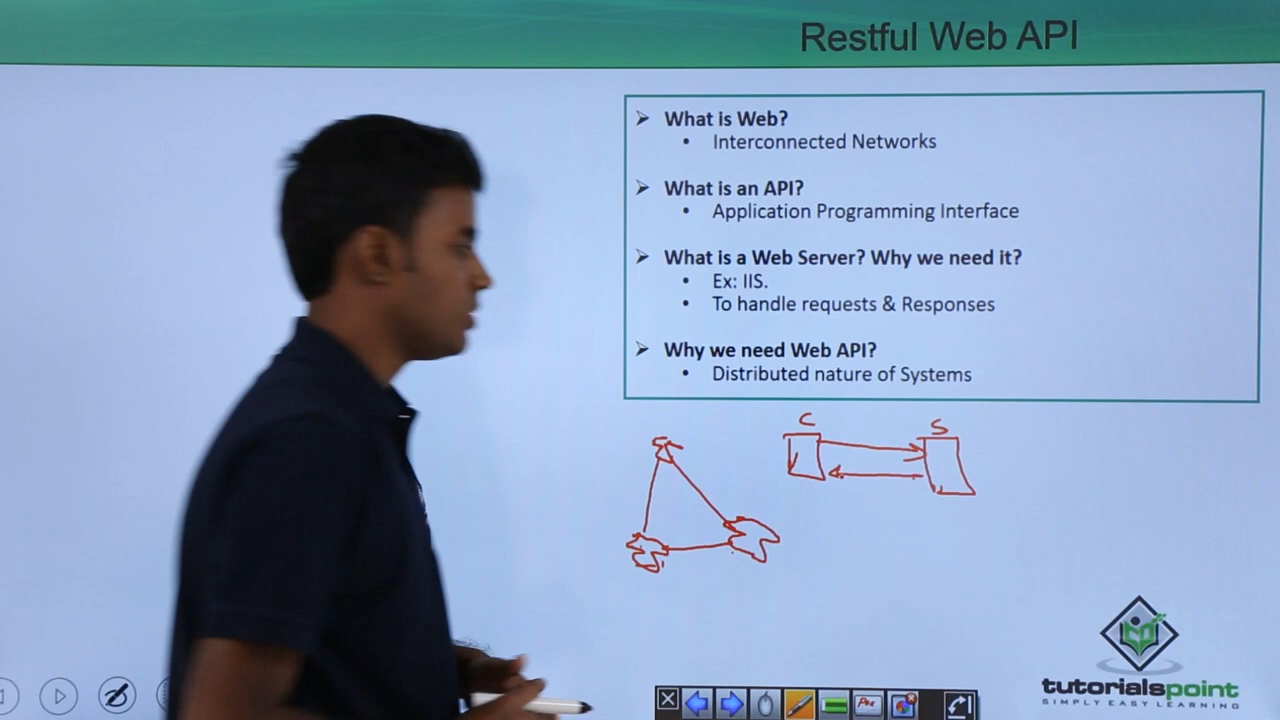 Restful Web API
What is Web?
Interconnected Networks
What is an API?
Application Programming Interface
What is a Web Server? Why we need it?
Ex: IIS.
To handle requests & Responses
Why we need Web API?
Distributed nature of Systems
C S
tutorialspoint
SIMPLY EASY LEARNING